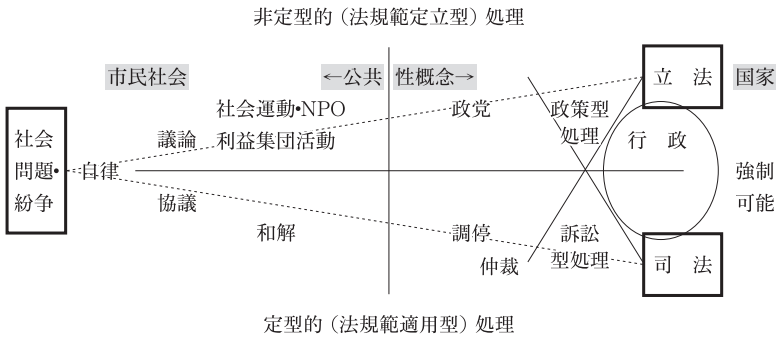 非定型的（法規範定立型）処理
市民社会
←公共
性概念→
立　法
国家
社会運動•NPO
利益集団活動
政党
政策型
処理
行　政
社会
問題•
紛争
自律
議論
協議
強制
可能
和解
調停
仲裁
訴訟
型処理
司　法
定型的（法規範適用型）処理